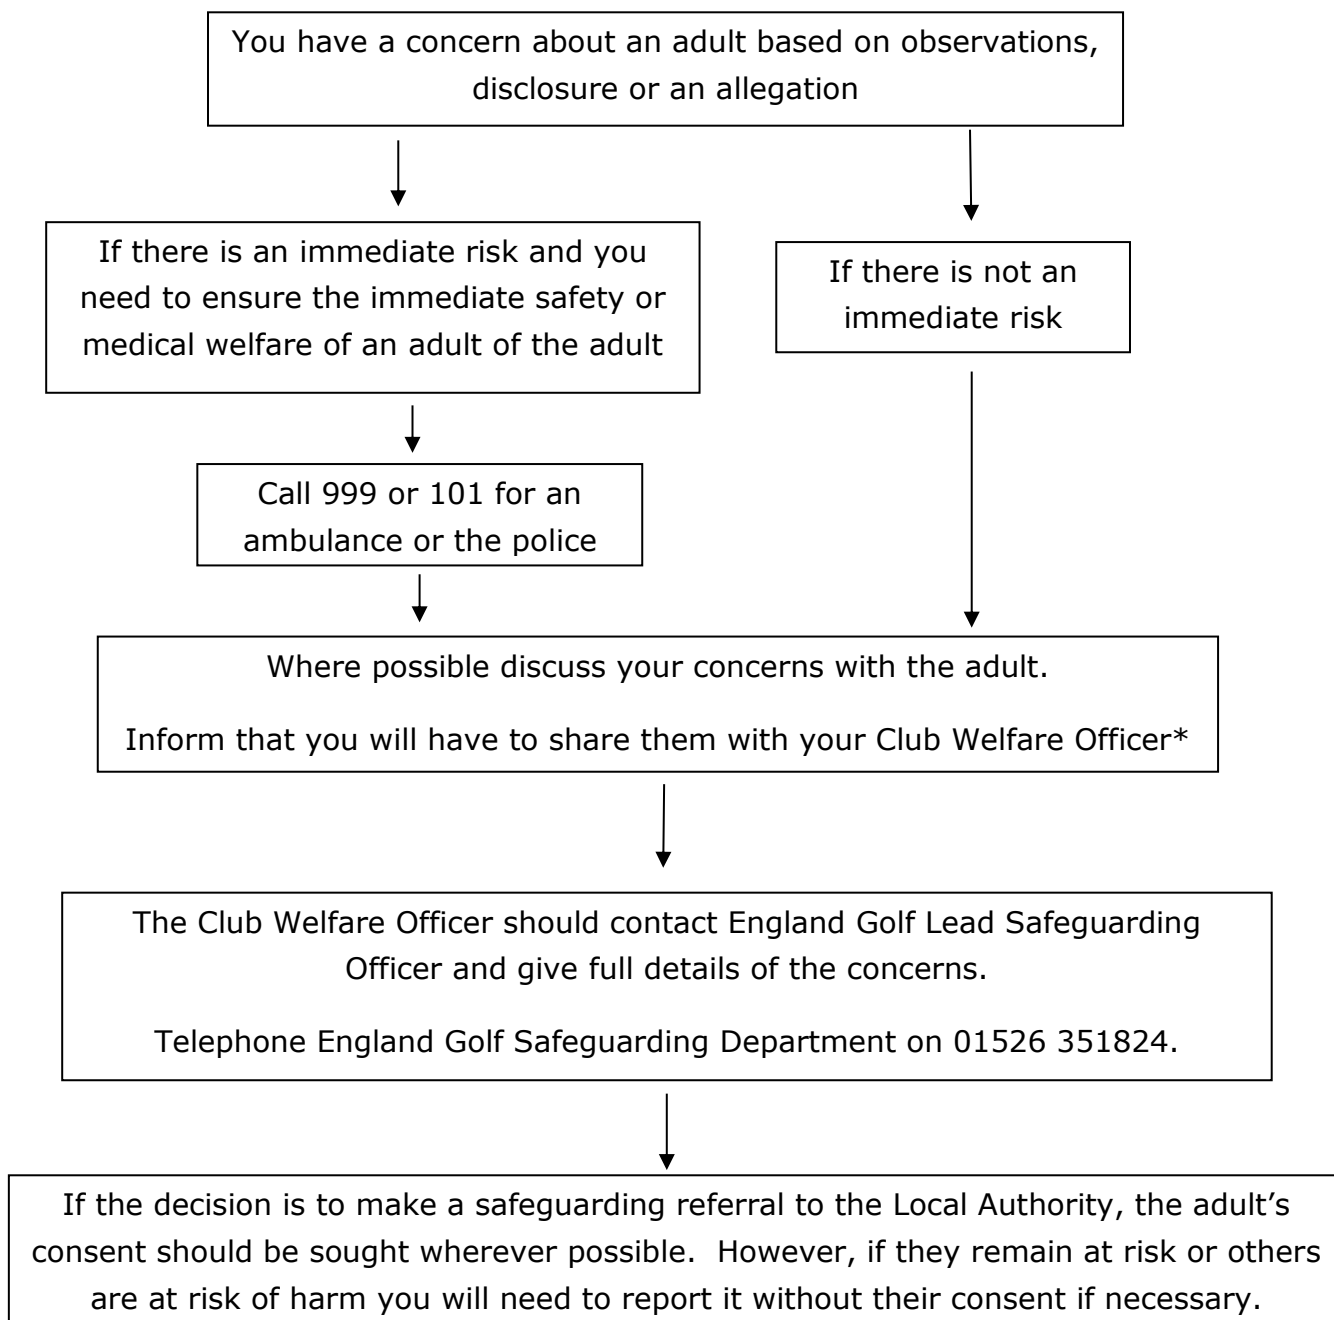 You have a concern about an adult based on observations,
disclosure or an allegation
If there is an immediate risk and you
need to ensure the immediate safety or
medical welfare of an adult of the adult
If there is not an
immediate risk
Call 999 or 101 for an
ambulance or the police
Where possible discuss your concerns with the adult.
Inform that you will have to share them with your Club Welfare Officer*
The Club Welfare Officer should contact England Golf Lead Safeguarding
Officer and give full details of the concerns.
Telephone England Golf Safeguarding Department on 01526 351824.
If the decision is to make a safeguarding referral to the Local Authority, the adult’s
consent should be sought wherever possible.  However, if they remain at risk or others
are at risk of harm you will need to report it without their consent if necessary.